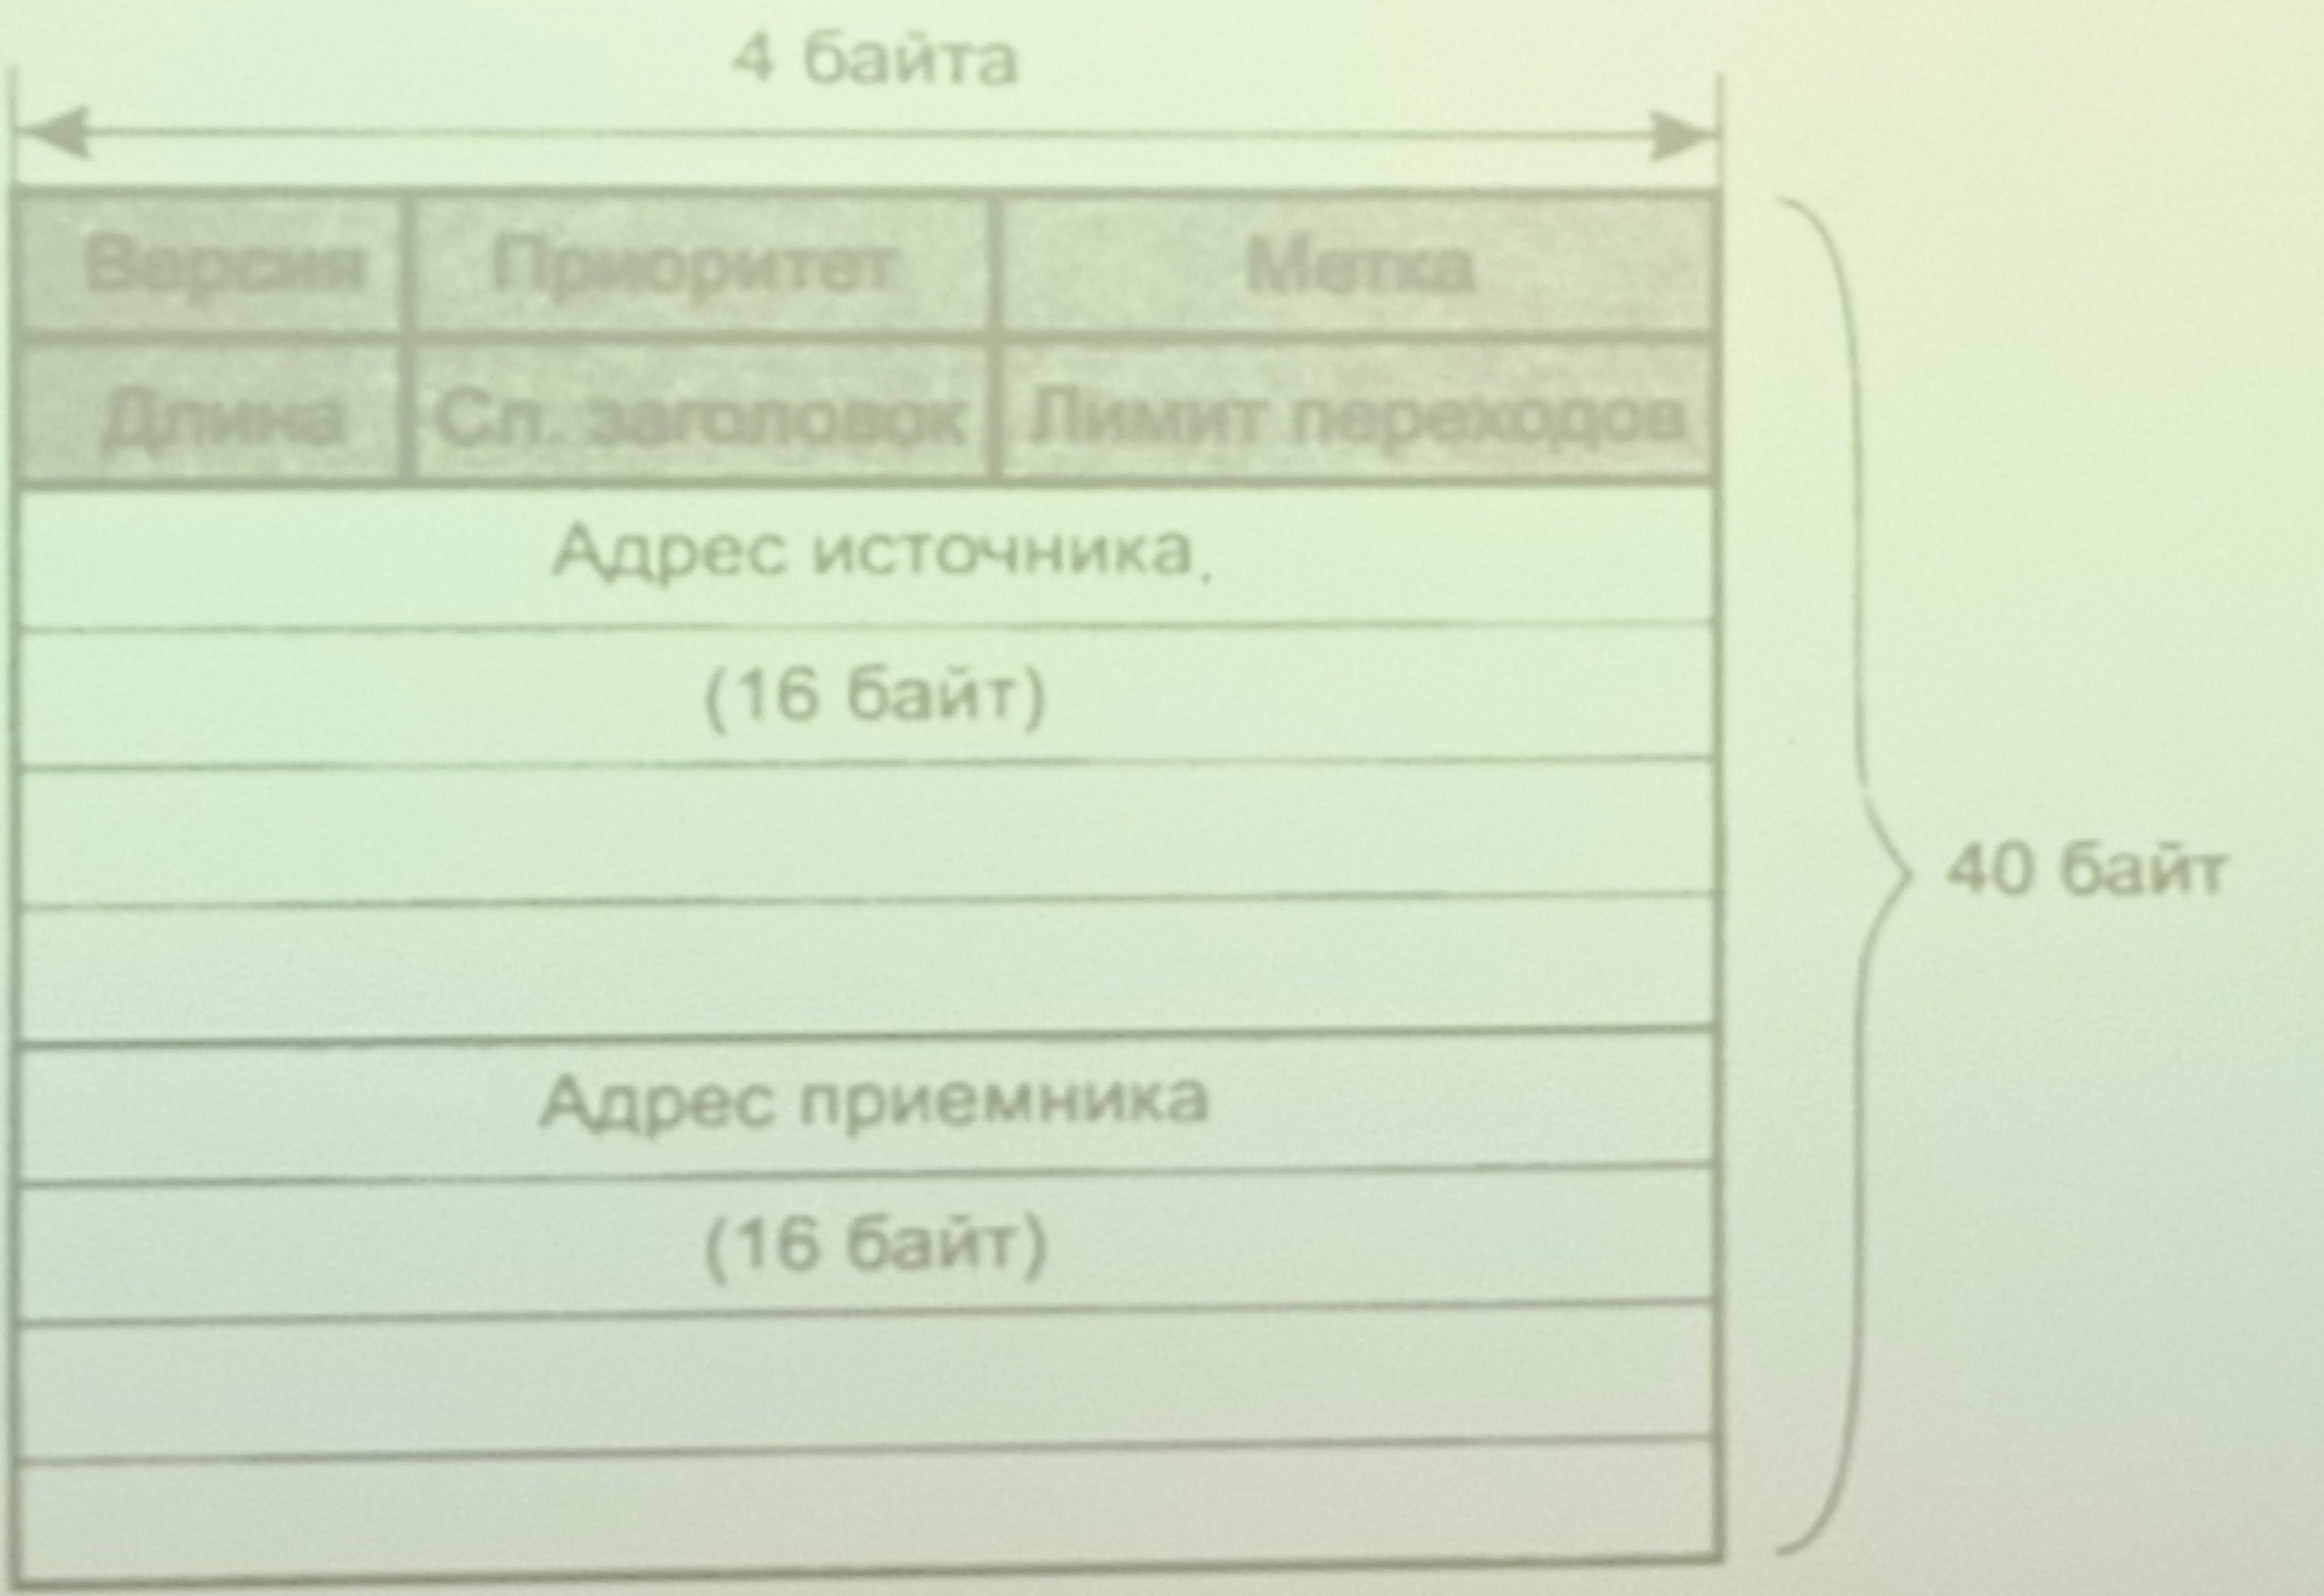 4 байта
Версия Приоритет Метка
Длина Сл. заголовок Лимит переходов
Адрес источника.
(16 байт)
40 байт
Адрес приемника
(16 байт)